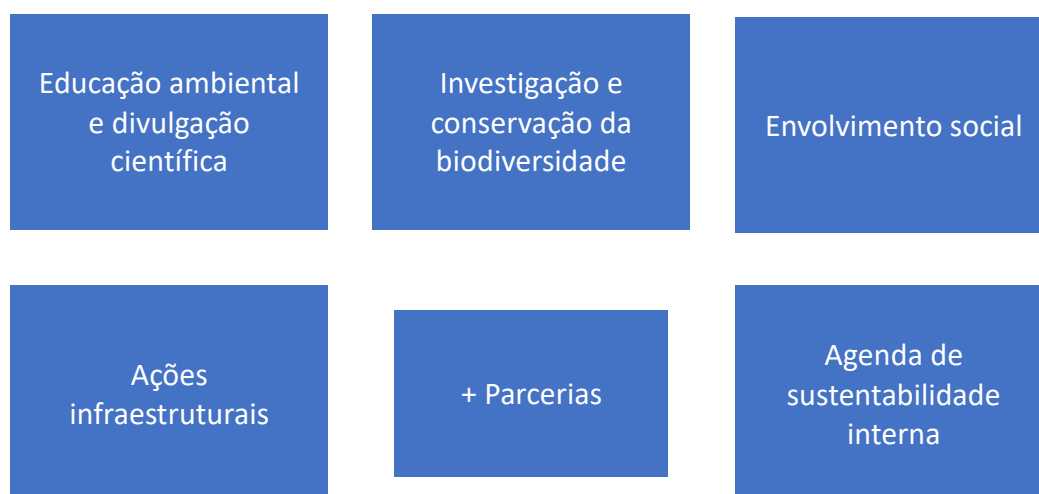 Educação ambiental
e divulgação
científica
Investigação e
conservação da
biodiversidade
Envolvimento social
Ações
infraestruturais
+ Parcerias
Agenda de
sustentabilidade
interna